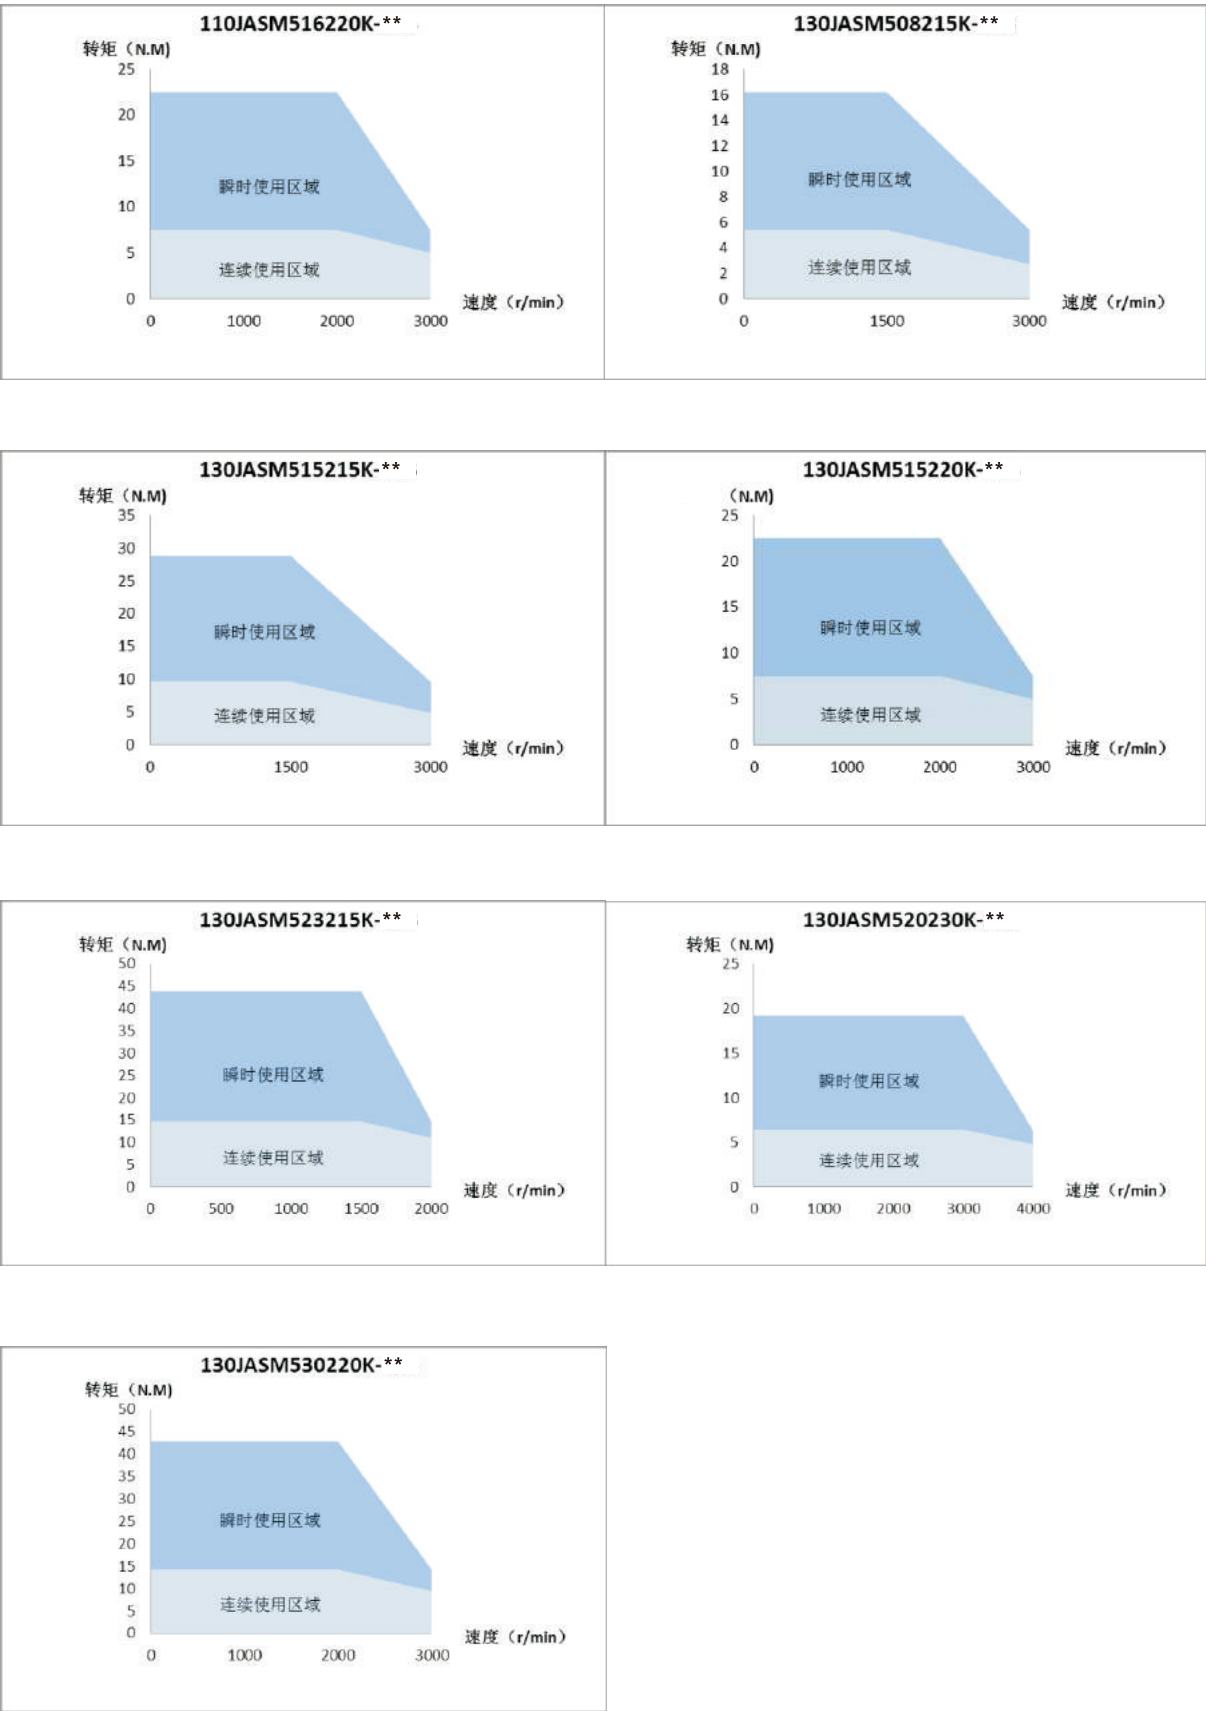 110JASM516220K-**
转矩（N.M)
25
20
15
10
5
0
瞬时使用区域
连续使用区域
速度（r/min）
0 1000 2000 3000
130JASM508215K-**
转矩（N.M)
18
16
14
12
10
8
6
4
2
0
瞬时使用区域
连续使用区域
速度（r/min）
0 1500 3000
130JASM515215K-**
转矩（N.M)
35
30
25
20
15
10
5
0
瞬时使用区域
连续使用区域
速度（r/min）
0 1500 3000
130JASM515220K-**
（N.M)
25
20
15
10
5
0
瞬时使用区域
连续使用区域
速度（r/min）
0 1000 2000 3000
130JASM523215K-**
转矩（N.M)
50
45
40
35
30
25
20
15
10
5
0
瞬时使用区域
连续使用区域
速度（r/min）
0 500 1000 1500 2000
130JASM520230K-**
转矩（N.M)
25
20
15
10
5
0
瞬时使用区域
连续使用区域
速度（r/min）
0 1000 2000 3000 4000
130JASM530220K-**
转矩（N.M)
50
45
40
35
30
25
20
15
10
5
0
瞬时使用区域
连续使用区域
速度（r/min）
0 1000 2000 3000